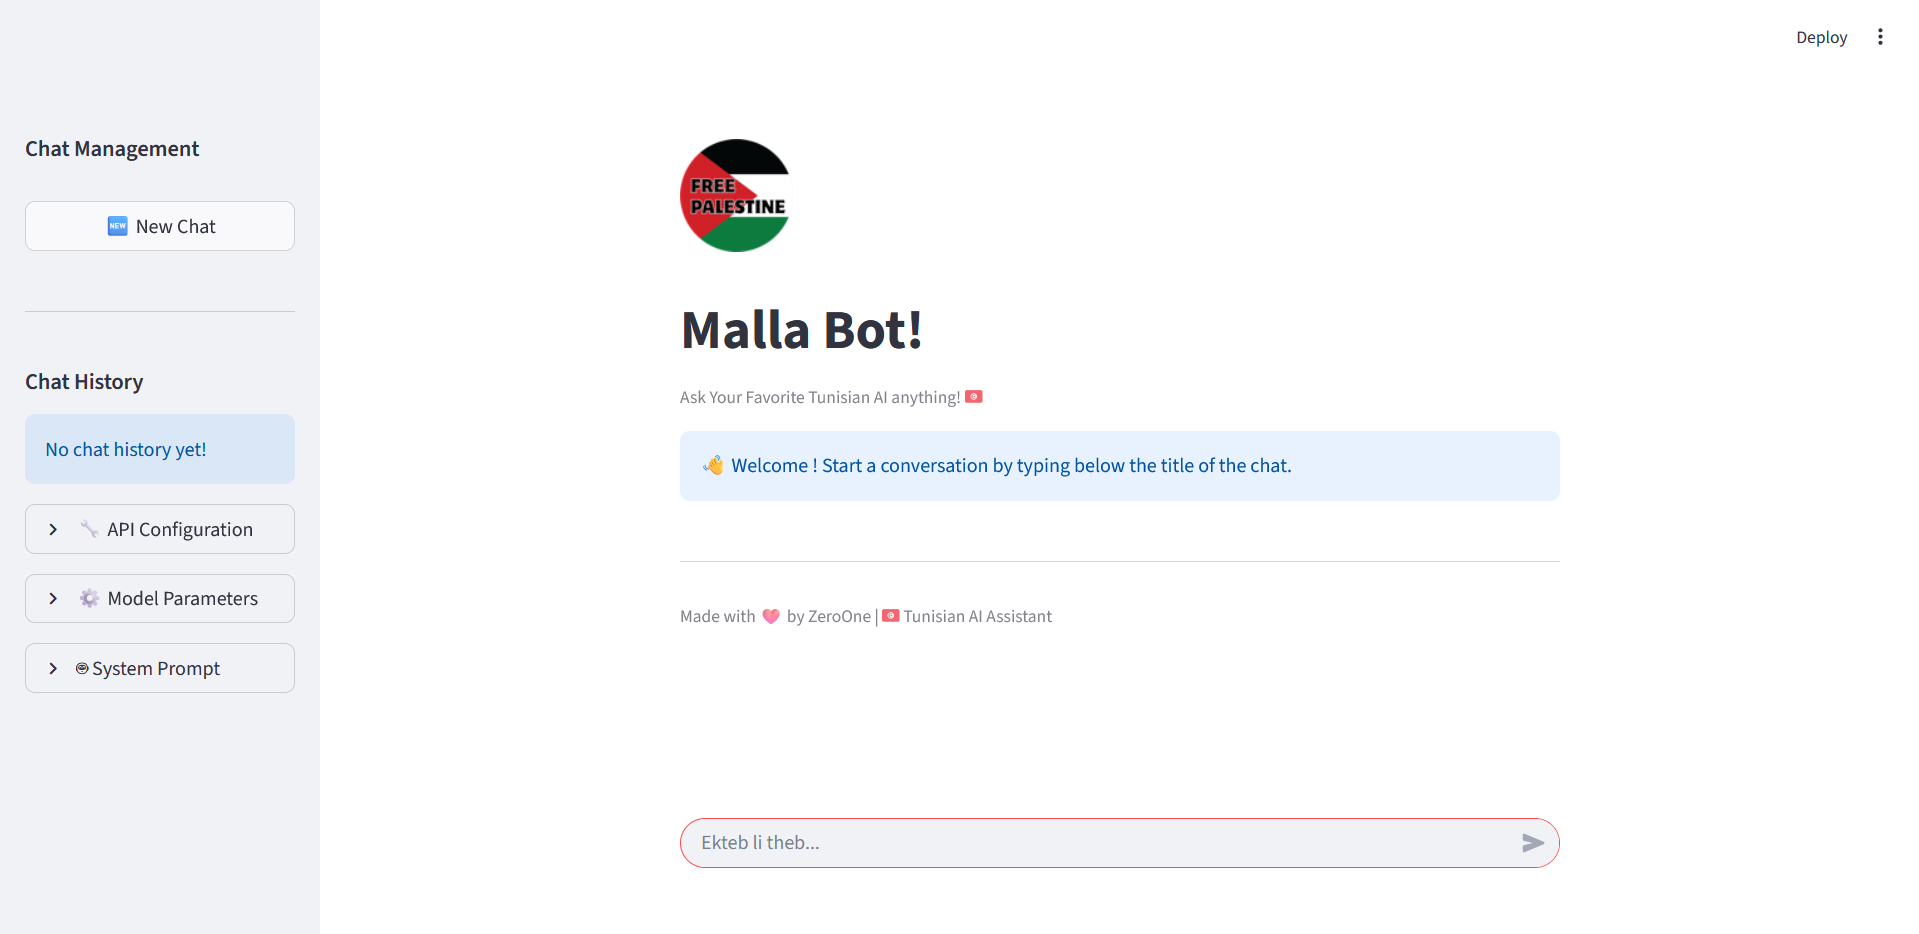 Deploy
Chat Management
NEW New Chat
Chat History
No chat history yet!
API Configuration
Model Parameters
System Prompt
FREE
PALESTINE
Malla Bot!
Ask Your Favorite Tunisian AI anything! 🇹🇳
👋 Welcome ! Start a conversation by typing below the title of the chat.
Made with 🩷 by ZeroOne | 🇹🇳 Tunisian AI Assistant
Ekteb li theb...